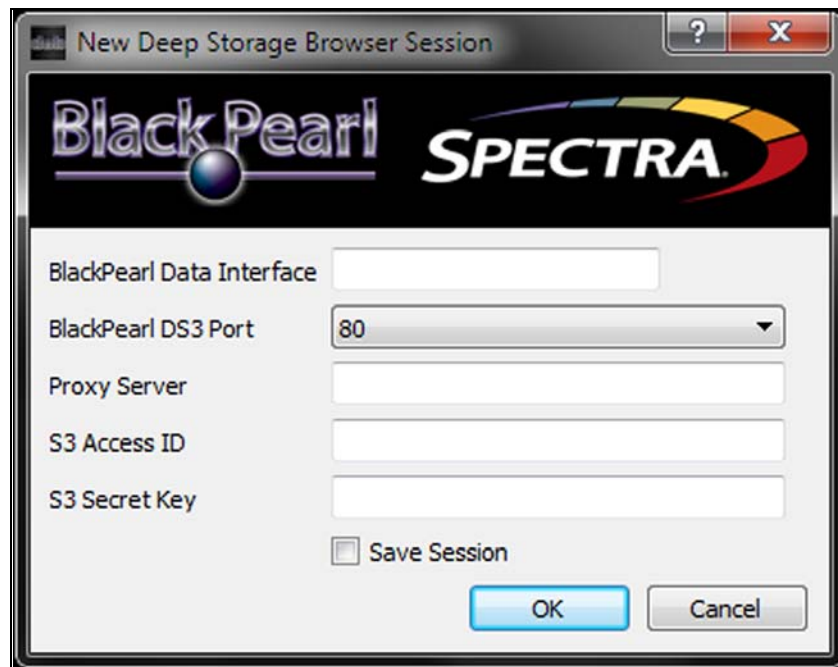 New Deep Storage Browser Session
?
X
BlackPearl
SPECTRA.
BlackPearl Data Interface
BlackPearl DS3 Port
80
Proxy Server
S3 Access ID
S3 Secret Key
Save Session
OK
Cancel